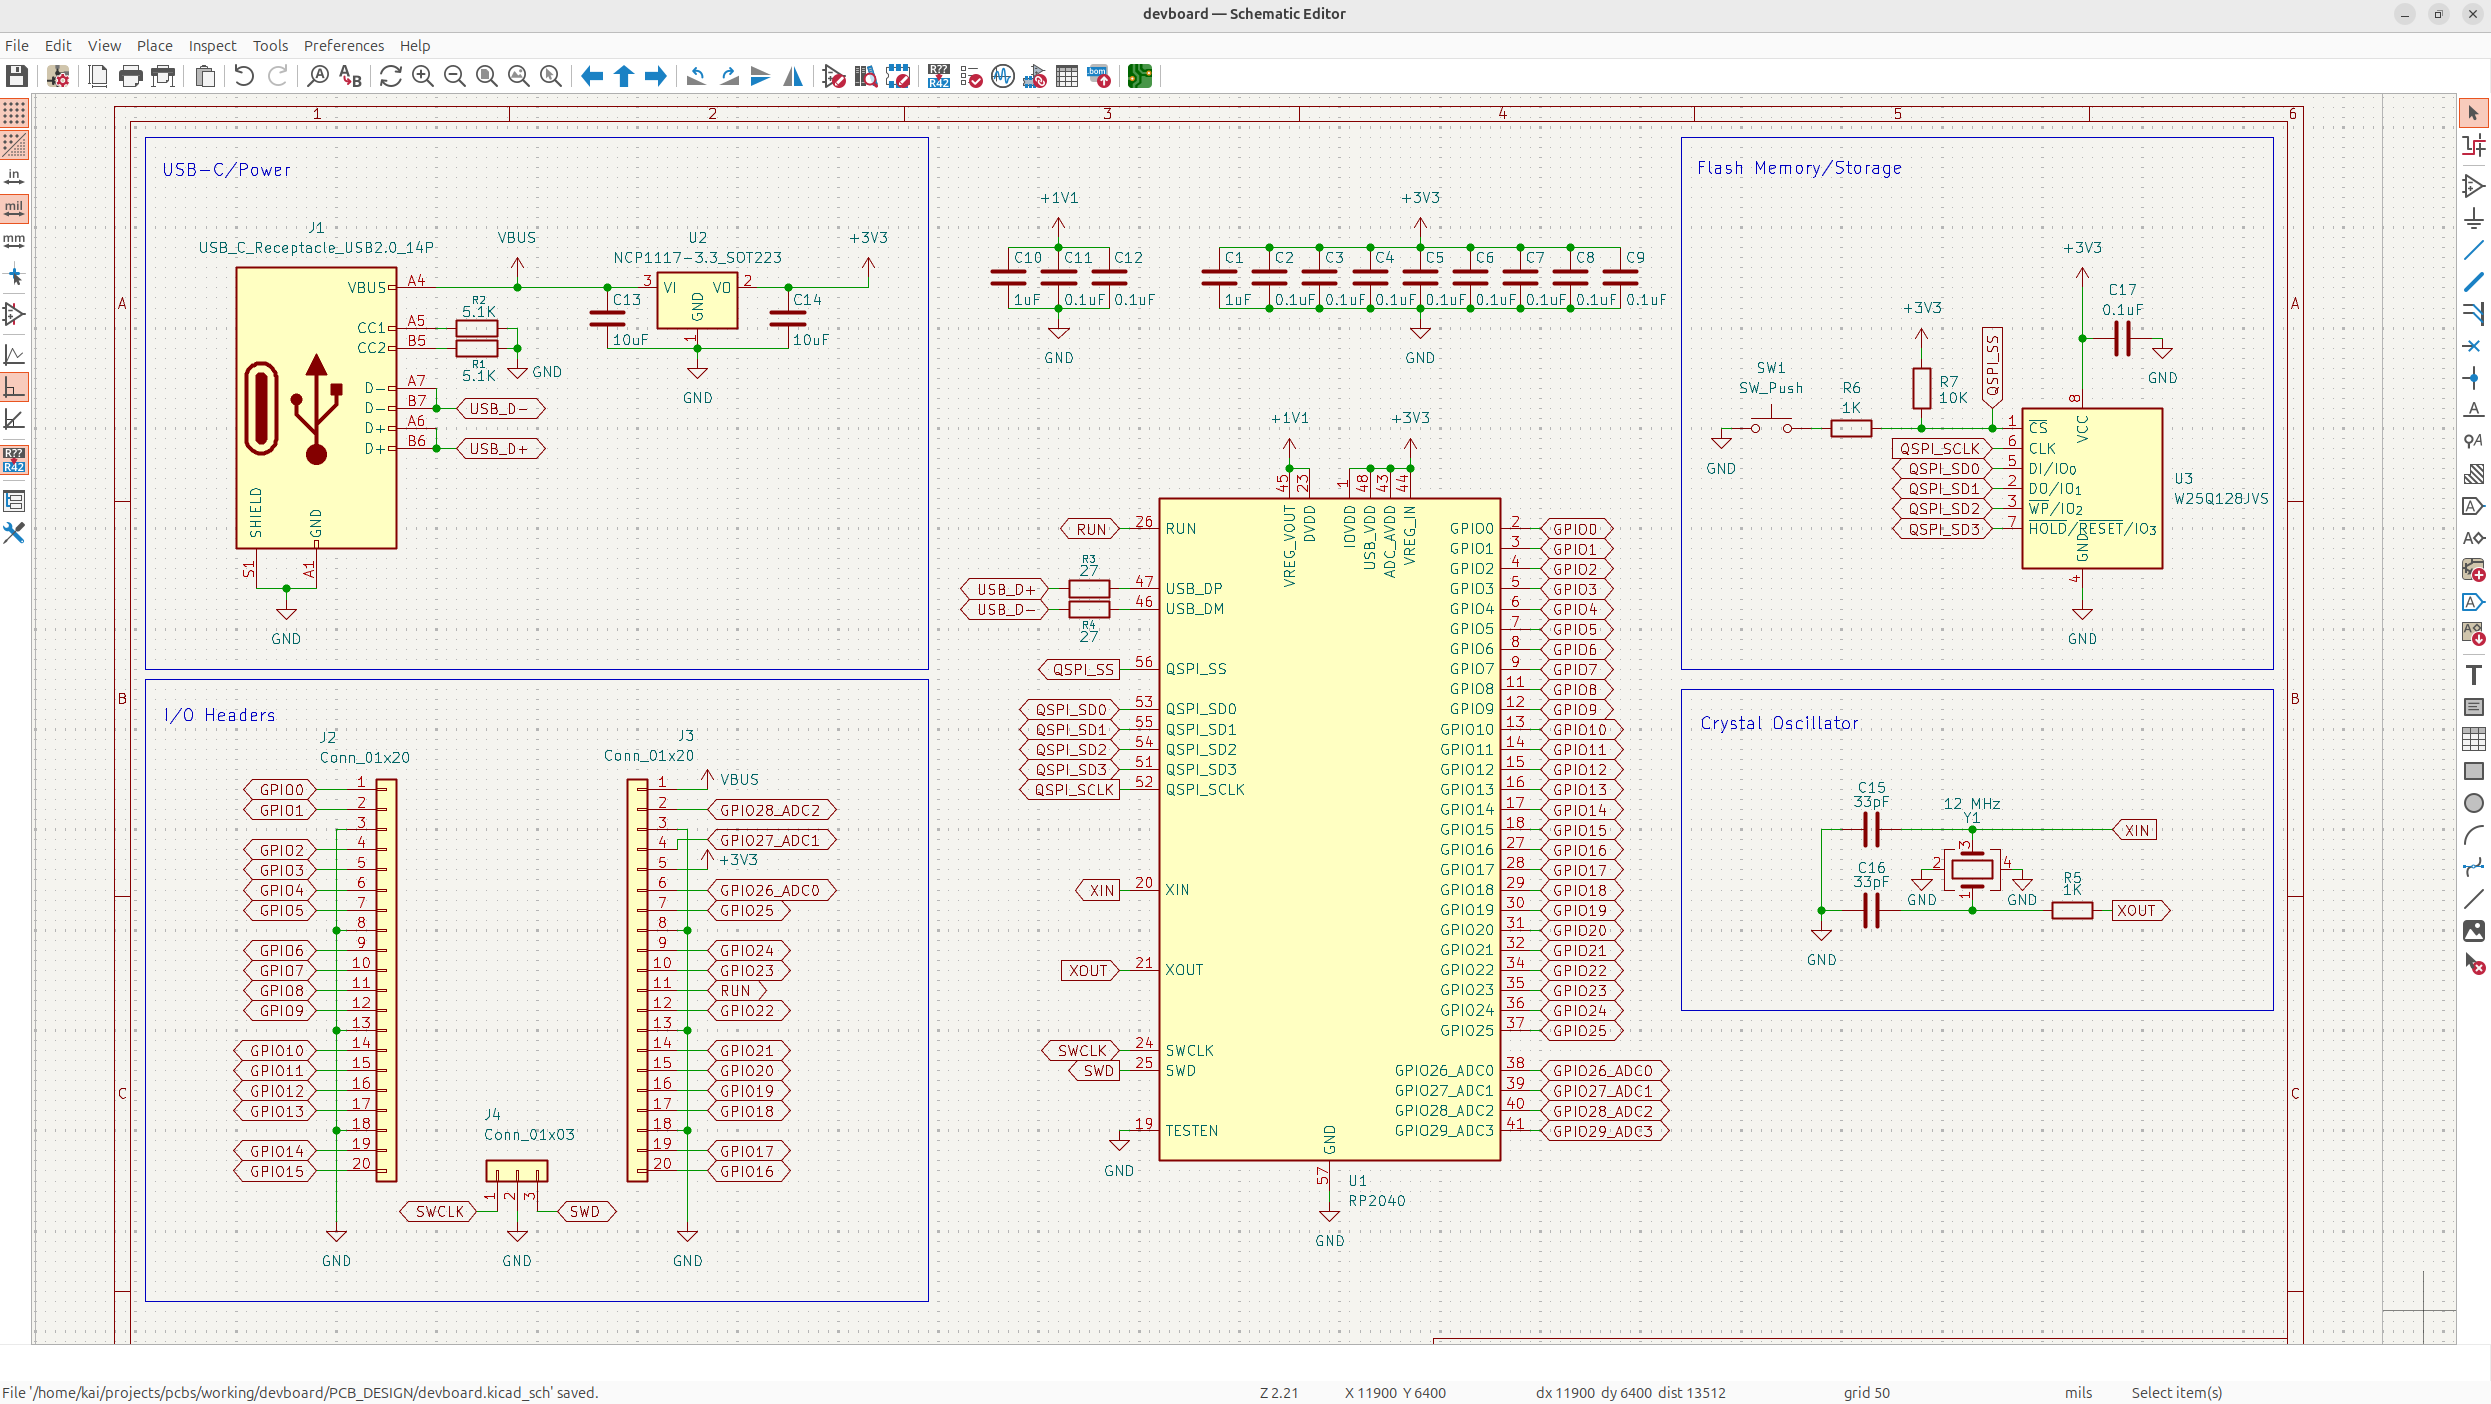 devboard — Schematic Editor
File Edit View Place Inspect Tools Preferences Help
in
mil
mm
R??
R42
1 2 3 4 5 6
A
B
C
A
B
C
USB-C/Power
J1
USB_C_Receptacle_USB2.0_14P
VBUS A4
CC1 A5
CC2 B5
D- A7
D- B7
D+ A6
D+ B6
SHIELD
GND
S1
A1
GND
R2
5.1K
R1
5.1K
GND
USB_D-
USB_D+
VBUS
C13
10uF
U2
NCP1117-3.3_SOT223
3 VI VO 2
GND
1
GND
C14
10uF
+3V3
I/O Headers
J2
Conn_01x20
GPIO0 1
GPIO1 2
3
GPIO2 4
GPIO3 5
GPIO4 6
GPIO5 7
8
GPIO6 9
GPIO7 10
GPIO8 11
GPIO9 12
13
GPIO10 14
GPIO11 15
GPIO12 16
GPIO13 17
18
GPIO14 19
GPIO15 20
GND
J4
Conn_01x03
1 2 3
SWCLK
SWD
GND
J3
Conn_01x20
1 VBUS
2 GPIO28_ADC2
3
4 GPIO27_ADC1
5 +3V3
6 GPIO26_ADC0
7 GPIO25
8
9 GPIO24
10 GPIO23
11 RUN
12 GPIO22
13
14 GPIO21
15 GPIO20
16 GPIO19
17 GPIO18
18
19 GPIO17
20 GPIO16
GND
+1V1
C10 C11 C12
1uF 0.1uF 0.1uF
GND
+3V3
C1 C2 C3 C4 C5 C6 C7 C8 C9
1uF 0.1uF 0.1uF 0.1uF 0.1uF 0.1uF 0.1uF 0.1uF 0.1uF
GND
+1V1
+3V3
45 23 1 48 43 44
VREG_VOUT DVDD IOVDD USB_VDD ADC_AVDD VREG_IN
RUN 26 RUN
R3
27
USB_D+ 47 USB_DP
USB_D- 46 USB_DM
R4
27
QSPI_SS 56 QSPI_SS
QSPI_SD0 53 QSPI_SD0
QSPI_SD1 55 QSPI_SD1
QSPI_SD2 54 QSPI_SD2
QSPI_SD3 51 QSPI_SD3
QSPI_SCLK 52 QSPI_SCLK
XIN 20 XIN
XOUT 21 XOUT
SWCLK 24 SWCLK
SWD 25 SWD
19 TESTEN
GND
GPIO0 2 GPIO0
GPIO1 3 GPIO1
GPIO2 4 GPIO2
GPIO3 5 GPIO3
GPIO4 6 GPIO4
GPIO5 7 GPIO5
GPIO6 8 GPIO6
GPIO7 9 GPIO7
GPIO8 11 GPIO8
GPIO9 12 GPIO9
GPIO10 13 GPIO10
GPIO11 14 GPIO11
GPIO12 15 GPIO12
GPIO13 16 GPIO13
GPIO14 17 GPIO14
GPIO15 18 GPIO15
GPIO16 27 GPIO16
GPIO17 28 GPIO17
GPIO18 29 GPIO18
GPIO19 30 GPIO19
GPIO20 31 GPIO20
GPIO21 32 GPIO21
GPIO22 34 GPIO22
GPIO23 35 GPIO23
GPIO24 36 GPIO24
GPIO25 37 GPIO25
GPIO26_ADC0 38 GPIO26_ADC0
GPIO27_ADC1 39 GPIO27_ADC1
GPIO28_ADC2 40 GPIO28_ADC2
GPIO29_ADC3 41 GPIO29_ADC3
GND
57
U1
RP2040
GND
Flash Memory/Storage
+3V3
C17
0.1uF
GND
+3V3
QSPI_SS
SW1
SW_Push
GND
R6
1K
R7
10K
8
VCC
1 CS
QSPI_SCLK 6 CLK
QSPI_SD0 5 DI/IO0
QSPI_SD1 2 DO/IO1
QSPI_SD2 3 WP/IO2
QSPI_SD3 7 HOLD/RESET/IO3
GND
4
GND
U3
W25Q128JVS
Crystal Oscillator
C15
33pF
C16
33pF
GND
12 MHz
Y1
3
2 4
1
GND GND
R5
1K
XIN
XOUT
File '/home/kai/projects/pcbs/working/devboard/PCB_DESIGN/devboard.kicad_sch' saved.
Z 2.21 X 11900 Y 6400 dx 11900 dy 6400 dist 13512 grid 50 mils Select item(s)